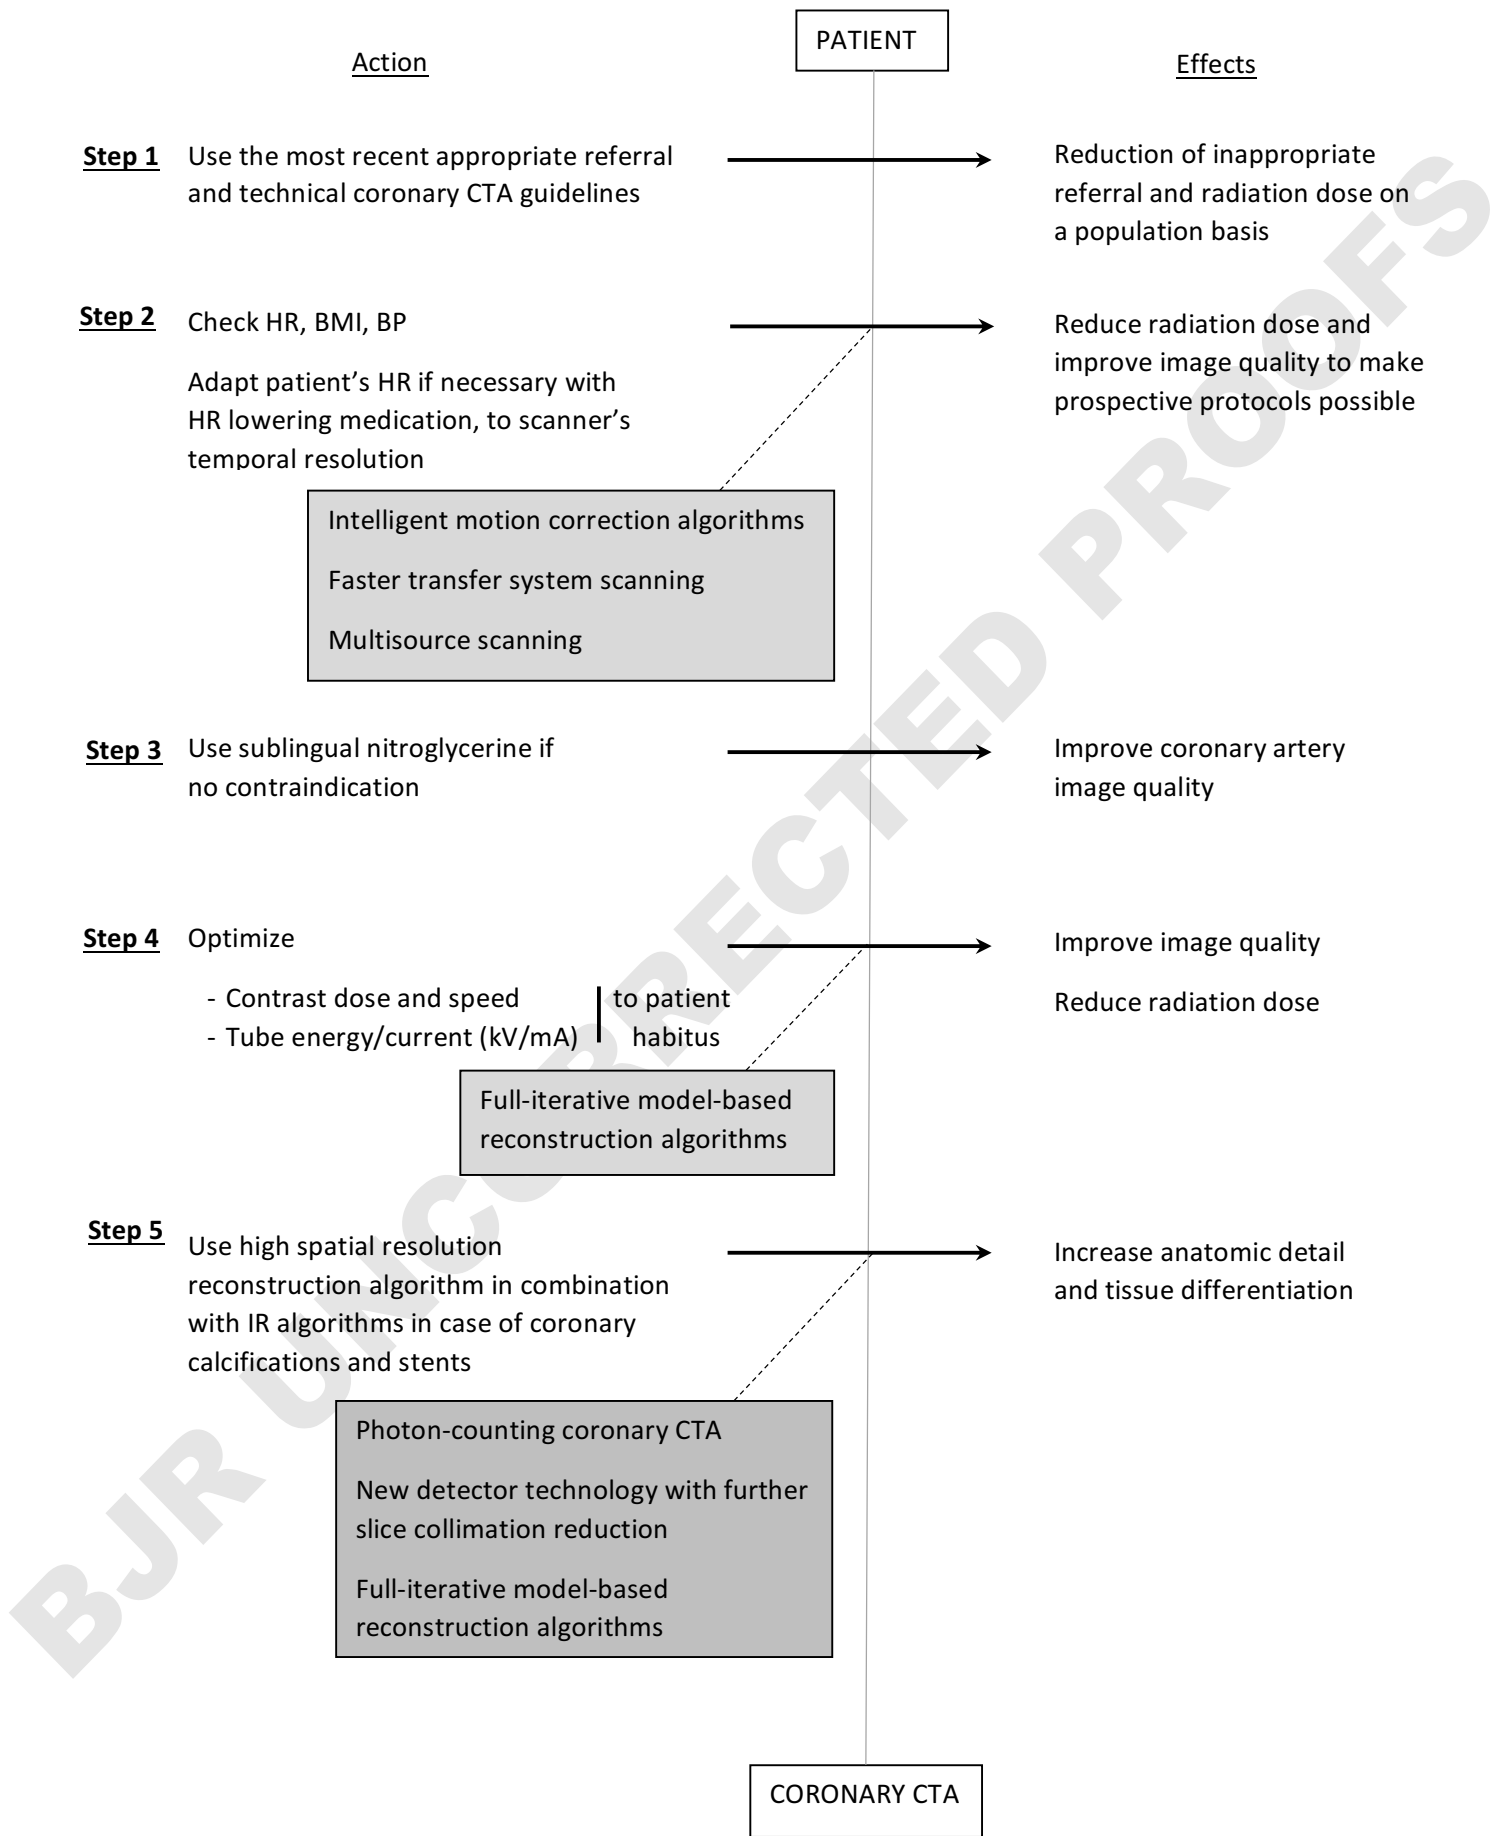 PATIENT
Action
Effects
Step 1
Use the most recent appropriate referral
and technical coronary CTA guidelines
Reduction of inappropriate
referral and radiation dose on
a population basis
Step 2
Check HR, BMI, BP
Adapt patient’s HR if necessary with
HR lowering medication, to scanner’s
temporal resolution
Reduce radiation dose and
improve image quality to make
prospective protocols possible
Intelligent motion correction algorithms
Faster transfer system scanning
Multisource scanning
Step 3
Use sublingual nitroglycerine if
no contraindication
Improve coronary artery
image quality
Step 4
Optimize
- Contrast dose and speed
- Tube energy/current (kV/mA)
to patient
habitus
Improve image quality
Reduce radiation dose
Full-iterative model-based
reconstruction algorithms
Step 5
Use high spatial resolution
reconstruction algorithm in combination
with IR algorithms in case of coronary
calcifications and stents
Increase anatomic detail
and tissue differentiation
Photon-counting coronary CTA
New detector technology with further
slice collimation reduction
Full-iterative model-based
reconstruction algorithms
CORONARY CTA
BJR UNCORRECTED PROOFS